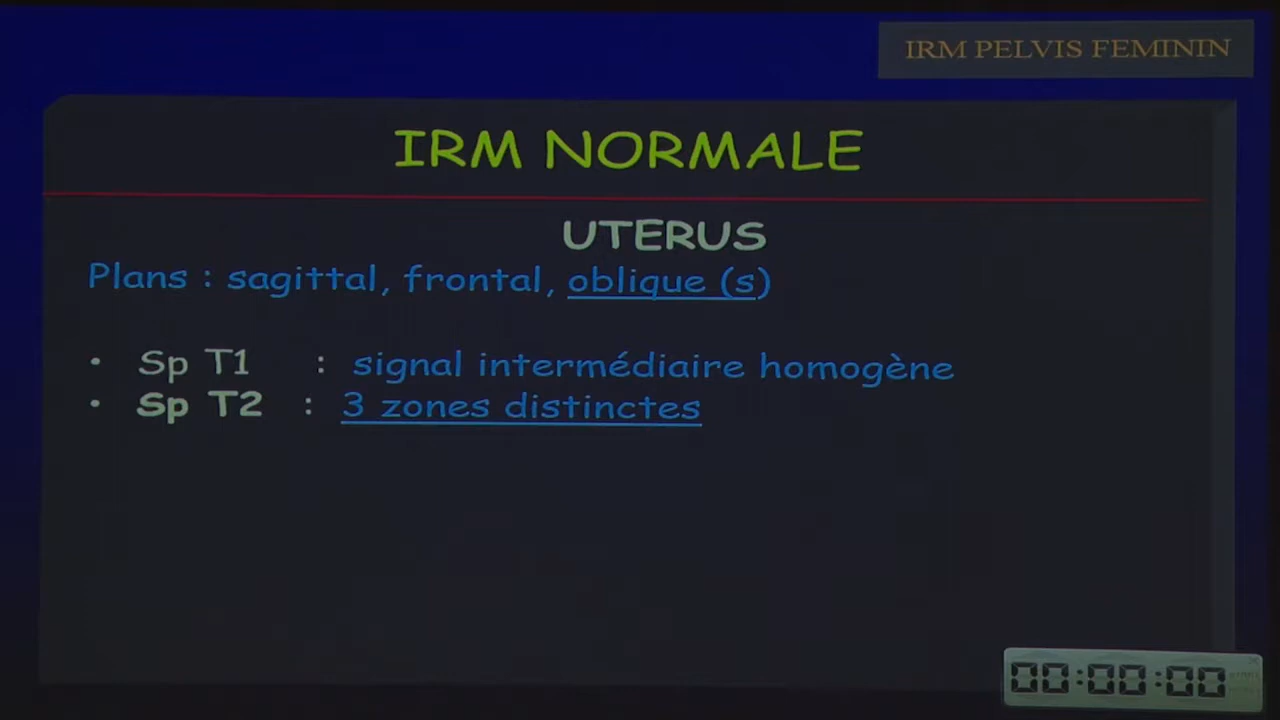 IRM PELVIS FEMININ
IRM NORMALE
UTERUS
Plans : sagittal, frontal, oblique (s)
• Sp T1 : signal intermédiaire homogène
• Sp T2 : 3 zones distinctes
00:00:00